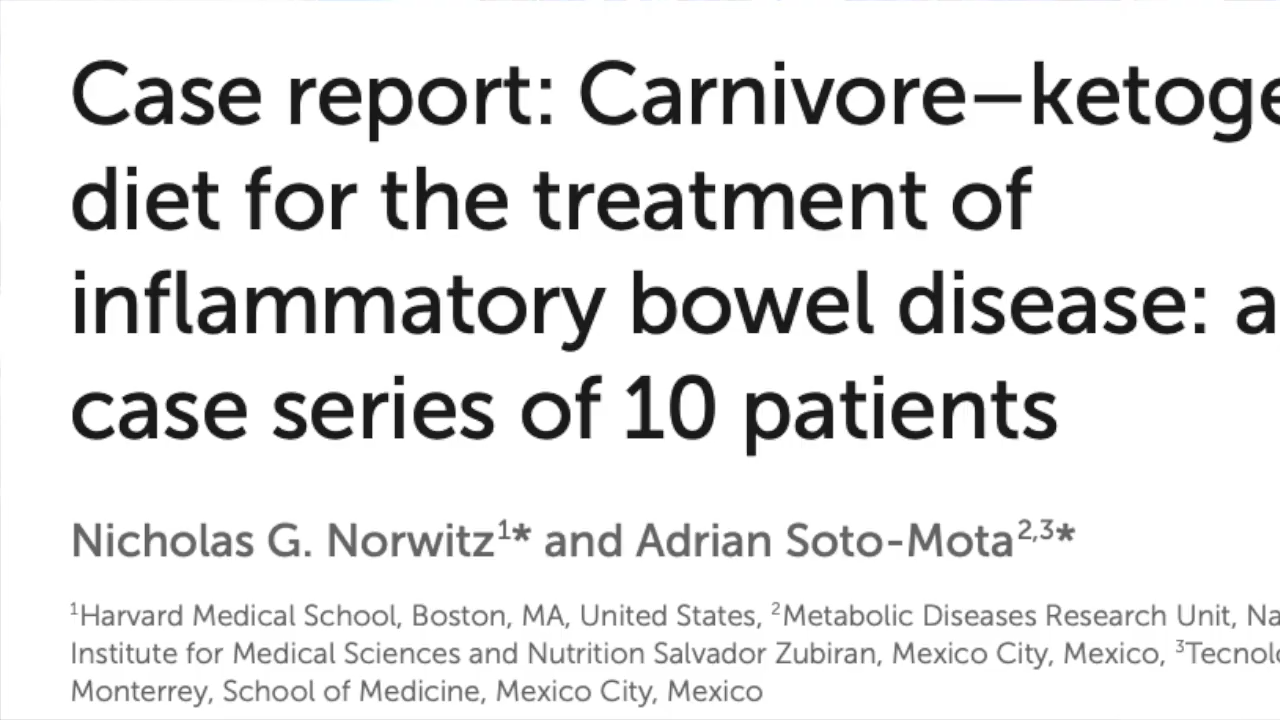 Case report: Carnivore–ketoge
diet for the treatment of
inflammatory bowel disease: a
case series of 10 patients
Nicholas G. Norwitz1* and Adrian Soto-Mota2,3*
1Harvard Medical School, Boston, MA, United States, 2Metabolic Diseases Research Unit, Na
Institute for Medical Sciences and Nutrition Salvador Zubiran, Mexico City, Mexico, 3Tecnolo
Monterrey, School of Medicine, Mexico City, Mexico